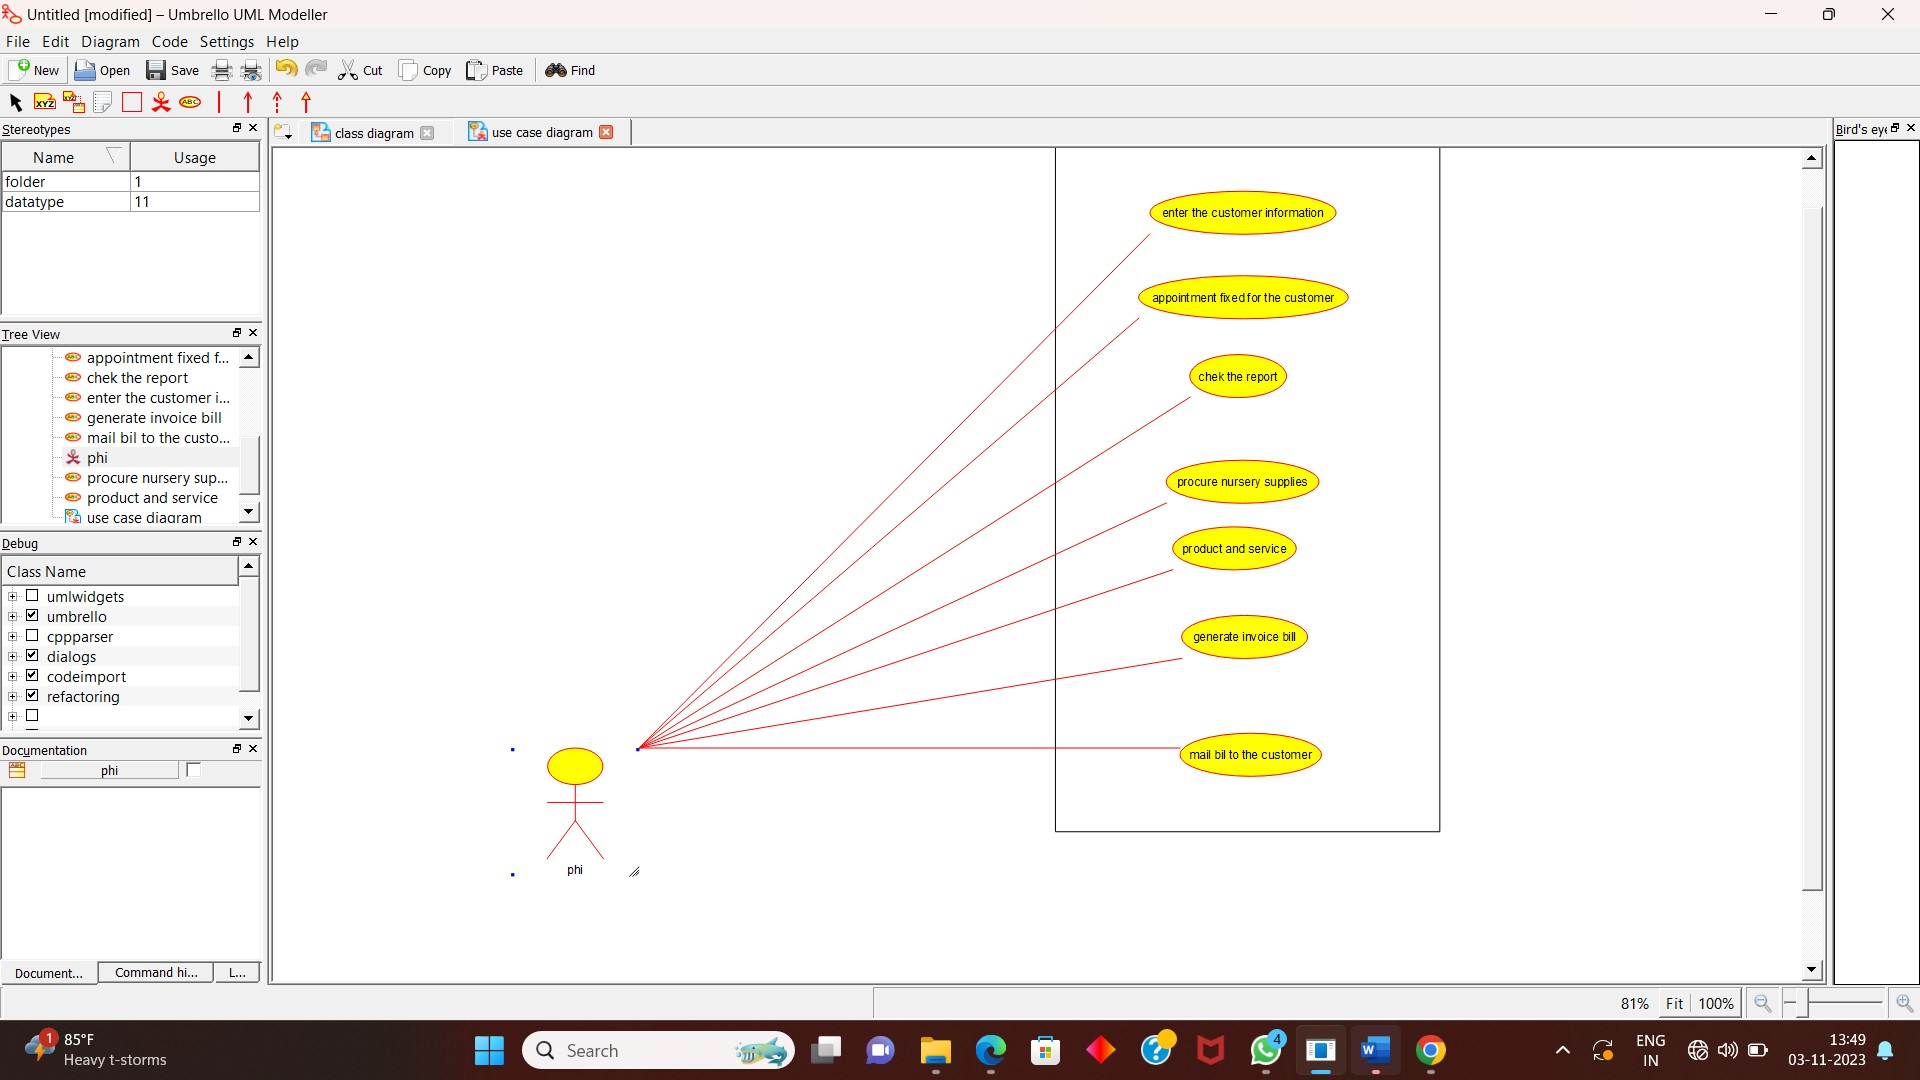 Untitled [modified] – Umbrello UML Modeller
File Edit Diagram Code Settings Help
New Open Save Cut Copy Paste Find
XYZ XYZ ABC
Stereotypes
class diagram use case diagram
Bird's eye
Name Usage
folder 1
datatype 11
Tree View
appointment fixed f...
chek the report
enter the customer i...
generate invoice bill
mail bil to the custo...
phi
procure nursery sup...
product and service
use case diagram
Debug
Class Name
umlwidgets
umbrello
cppparser
dialogs
codeimport
refactoring
Documentation
phi
Document... Command hi... L...
enter the customer information
appointment fixed for the customer
chek the report
procure nursery supplies
product and service
generate invoice bill
mail bil to the customer
phi
81% Fit 100%
1 85°F
Heavy t-storms
Search
4
ENG
IN
13:49
03-11-2023